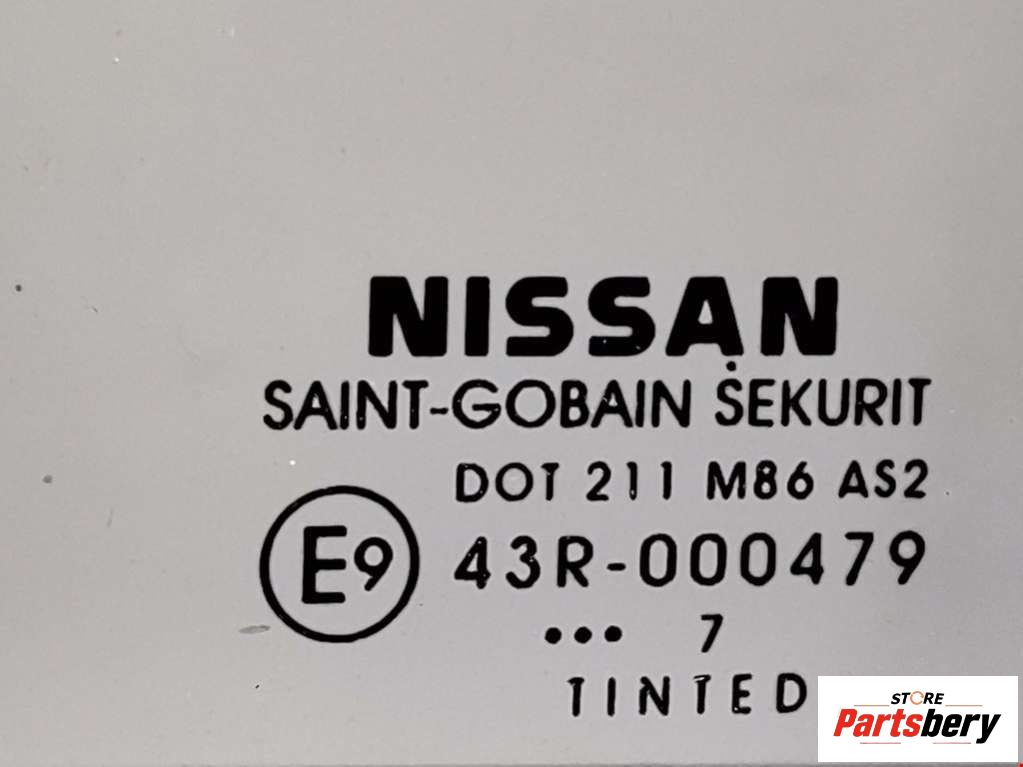 NISSAN
SAINT-GOBAIN SEKURIT
DOT 211 M86 AS2
E9 43R-000479
••• 7
TINTED
STORE
Partsbery